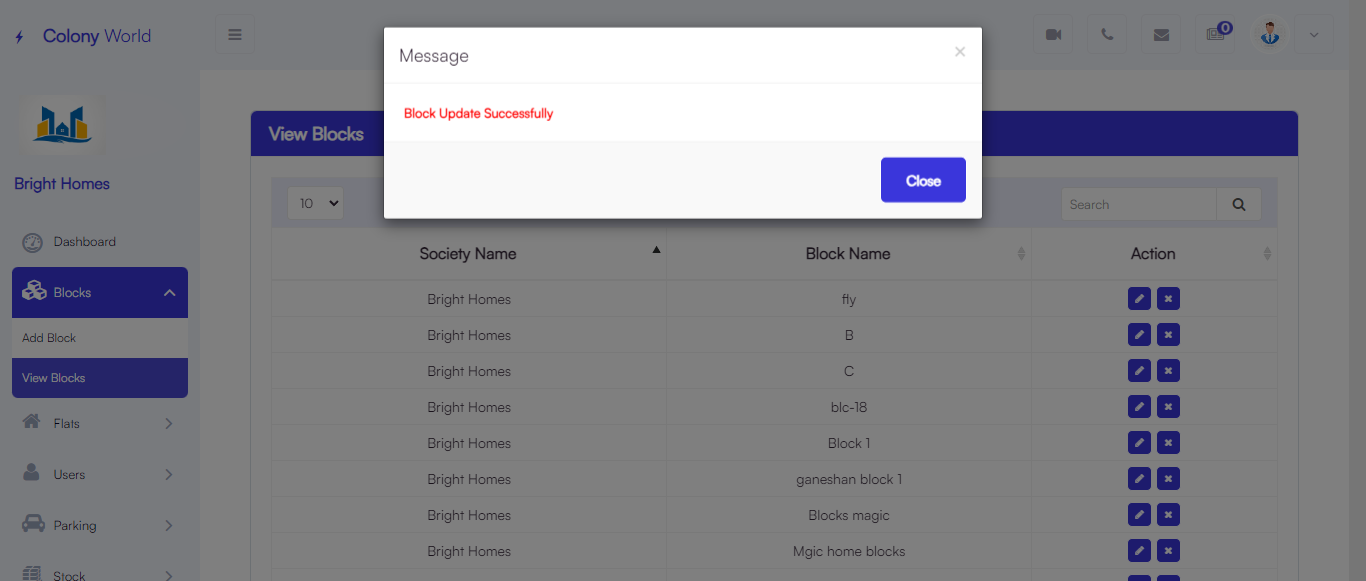 Colony World
0
Message
×
Block Update Successfully
Close
Bright Homes
Dashboard
Blocks
Add Block
View Blocks
Flats
Users
Parking
Stock
View Blocks
10
Search
Society Name Block Name Action
Bright Homes fly
Bright Homes B
Bright Homes C
Bright Homes blc-18
Bright Homes Block 1
Bright Homes ganeshan block 1
Bright Homes Blocks magic
Bright Homes Mgic home blocks